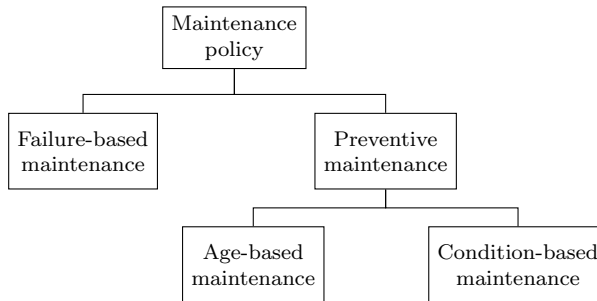 Maintenance
policy
Failure-based
maintenance
Preventive
maintenance
Age-based
maintenance
Condition-based
maintenance